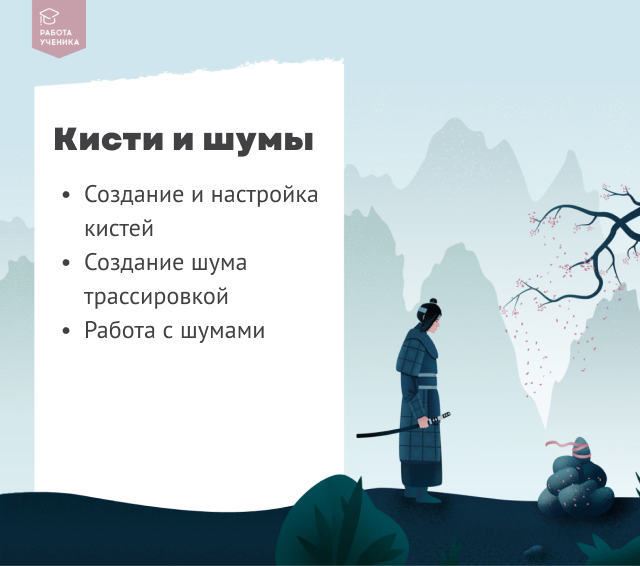 РАБОТА
УЧЕНИКА
Кисти и шумы
• Создание и настройка
кистей
• Создание шума
трассировкой
• Работа с шумами